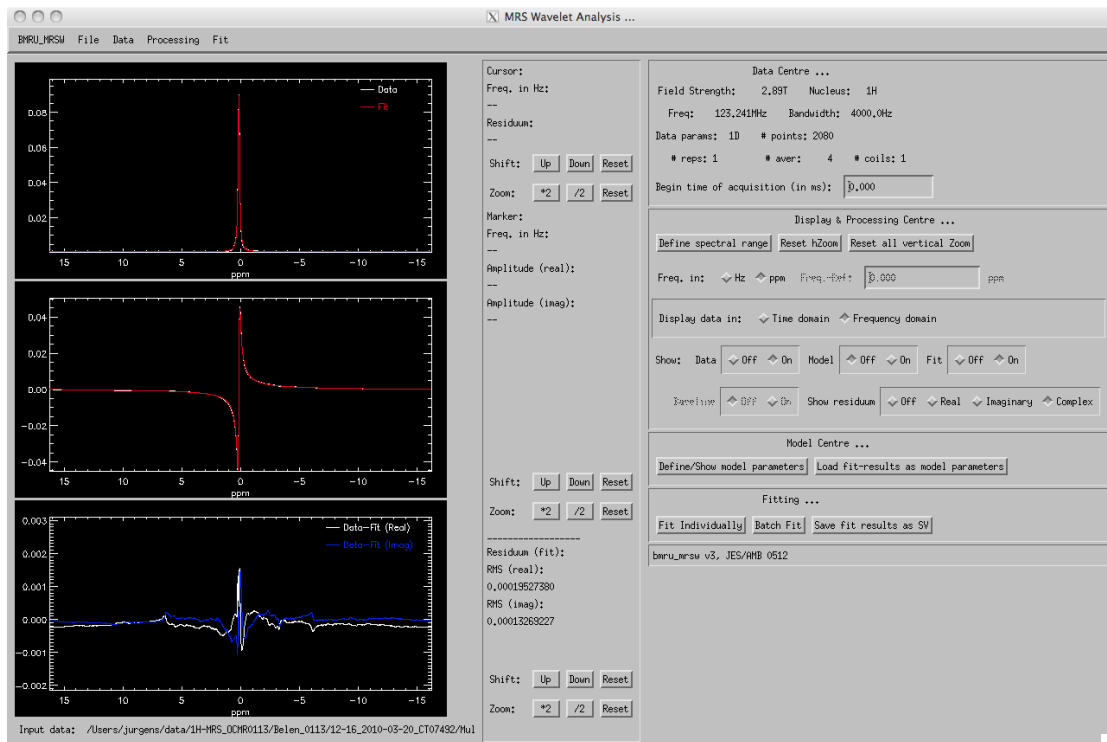 MRS Wavelet Analysis ...
BMRU_MRSW File Data Processing Fit
Data
Fit
0.08
0.06
0.04
0.02
15 10 5 0 -5 -10 -15
ppm
0.04
0.02
0.00
-0.02
-0.04
15 10 5 0 -5 -10 -15
ppm
0.003
0.002
0.001
0.000
-0.001
-0.002
Data-Fit (Real)
Data-Fit (Imag)
15 10 5 0 -5 -10 -15
ppm
Input data: /Users/jurgens/data/1H-MRS_OCMR0113/Belen_0113/12-16_2010-03-20_CT07492/Mul
Cursor:
Freq. in Hz:
--
Residuum:
--
Shift: Up Down Reset
Zoom: *2 /2 Reset
Marker:
Freq. in Hz:
--
Amplitude (real):
--
Amplitude (imag):
--
Shift: Up Down Reset
Zoom: *2 /2 Reset
------------------
Residuum (fit):
RMS (real):
0.00019527380
RMS (imag):
0.00013269227
Shift: Up Down Reset
Zoom: *2 /2 Reset
Data Centre ...
Field Strength: 2.89T Nucleus: 1H
Freq: 123.241MHz Bandwidth: 4000.0Hz
Data params: 1D # points: 2080
# reps: 1 # aver: 4 # coils: 1
Begin time of acquisition (in ms): 0.000
Display & Processing Centre ...
Define spectral range Reset hZoom Reset all vertical Zoom
Freq. in: Hz ppm Freq.-Ref: 0.000 ppm
Display data in: Time domain Frequency domain
Show: Data Off On Model Off On Fit Off On
Baseline Off On Show residuum Off Real Imaginary Complex
Model Centre ...
Define/Show model parameters Load fit-results as model parameters
Fitting ...
Fit Individually Batch Fit Save fit results as SV
bmru_mrsw v3, JES/AMB 0512